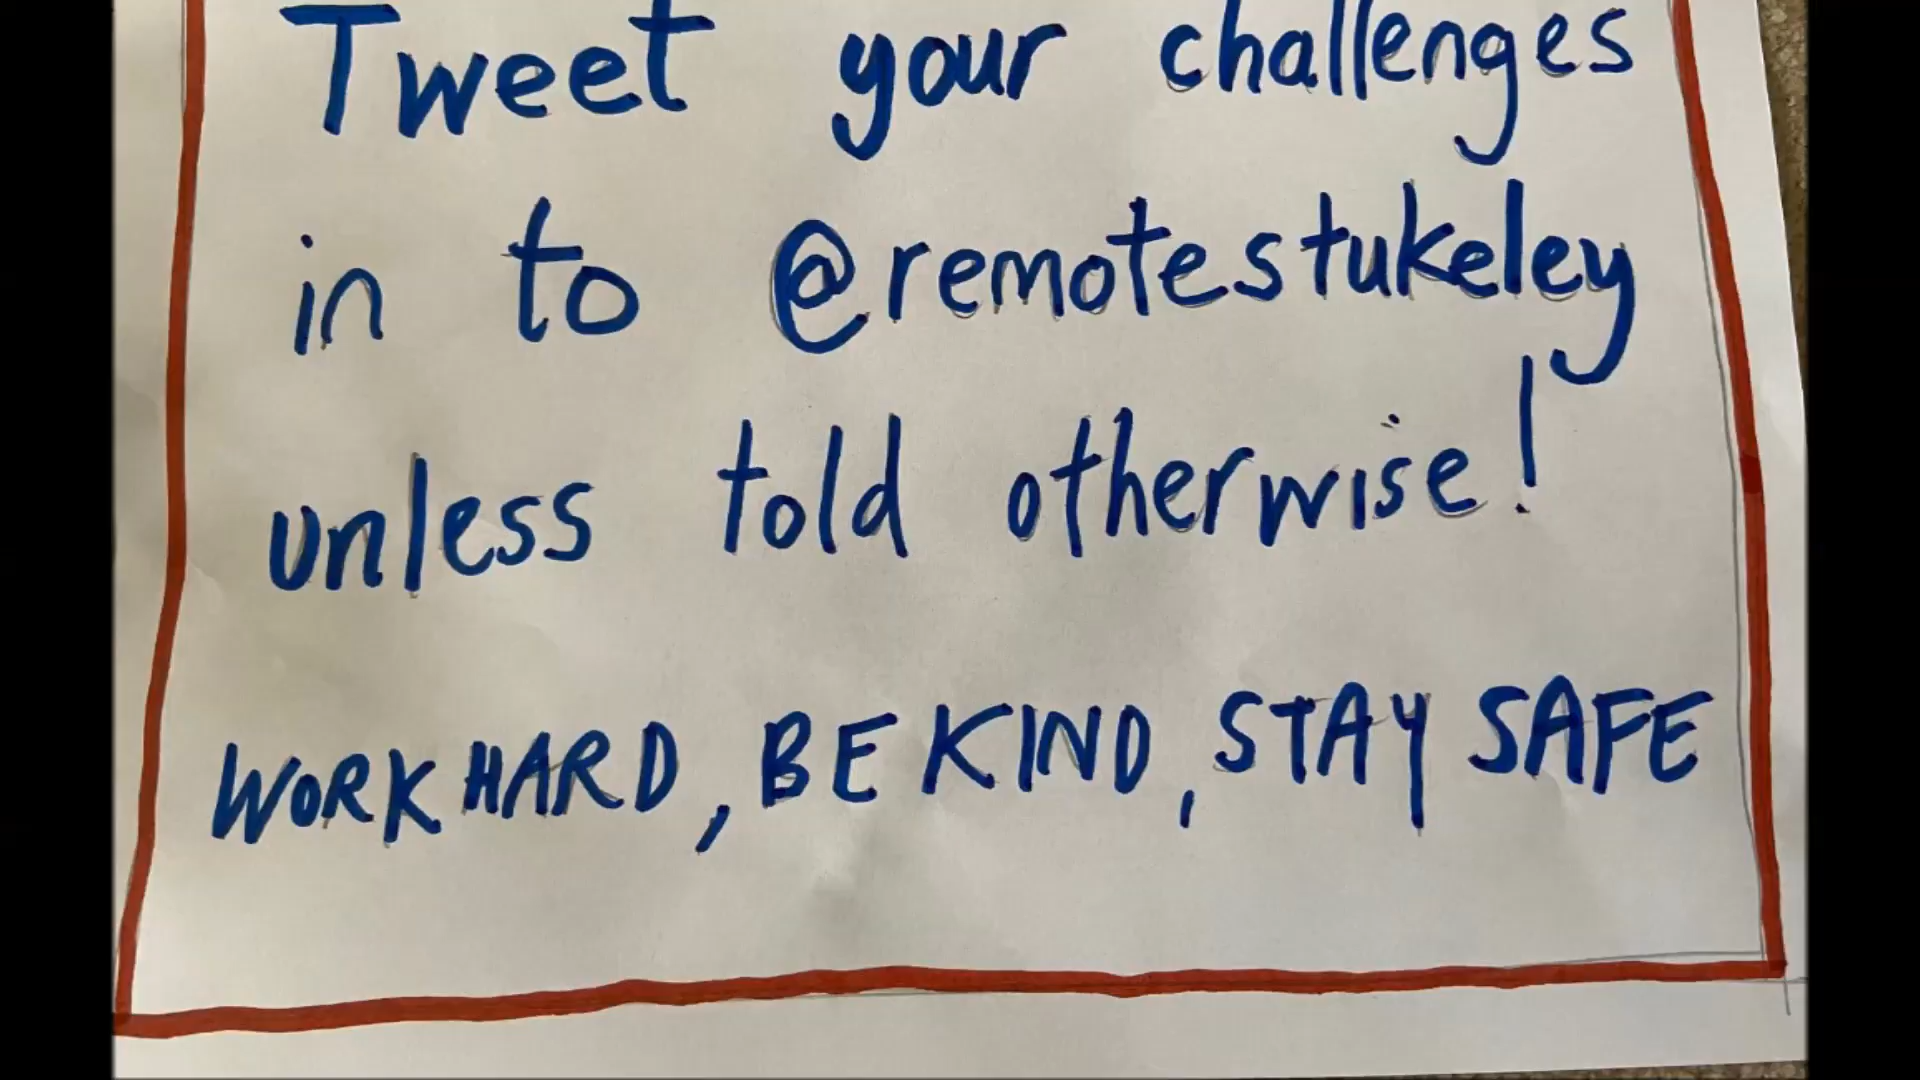 Tweet your challenges
in to @remotestukeley
unless told otherwise!
WORK HARD, BE KIND, STAY SAFE